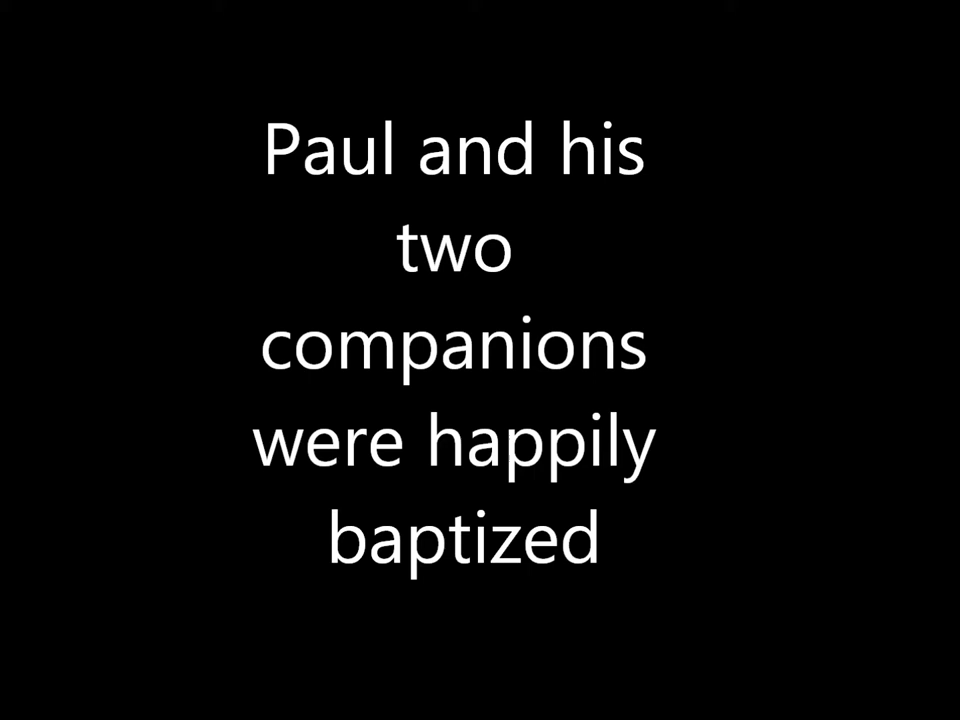 Paul and his
two
companions
were happily
baptized